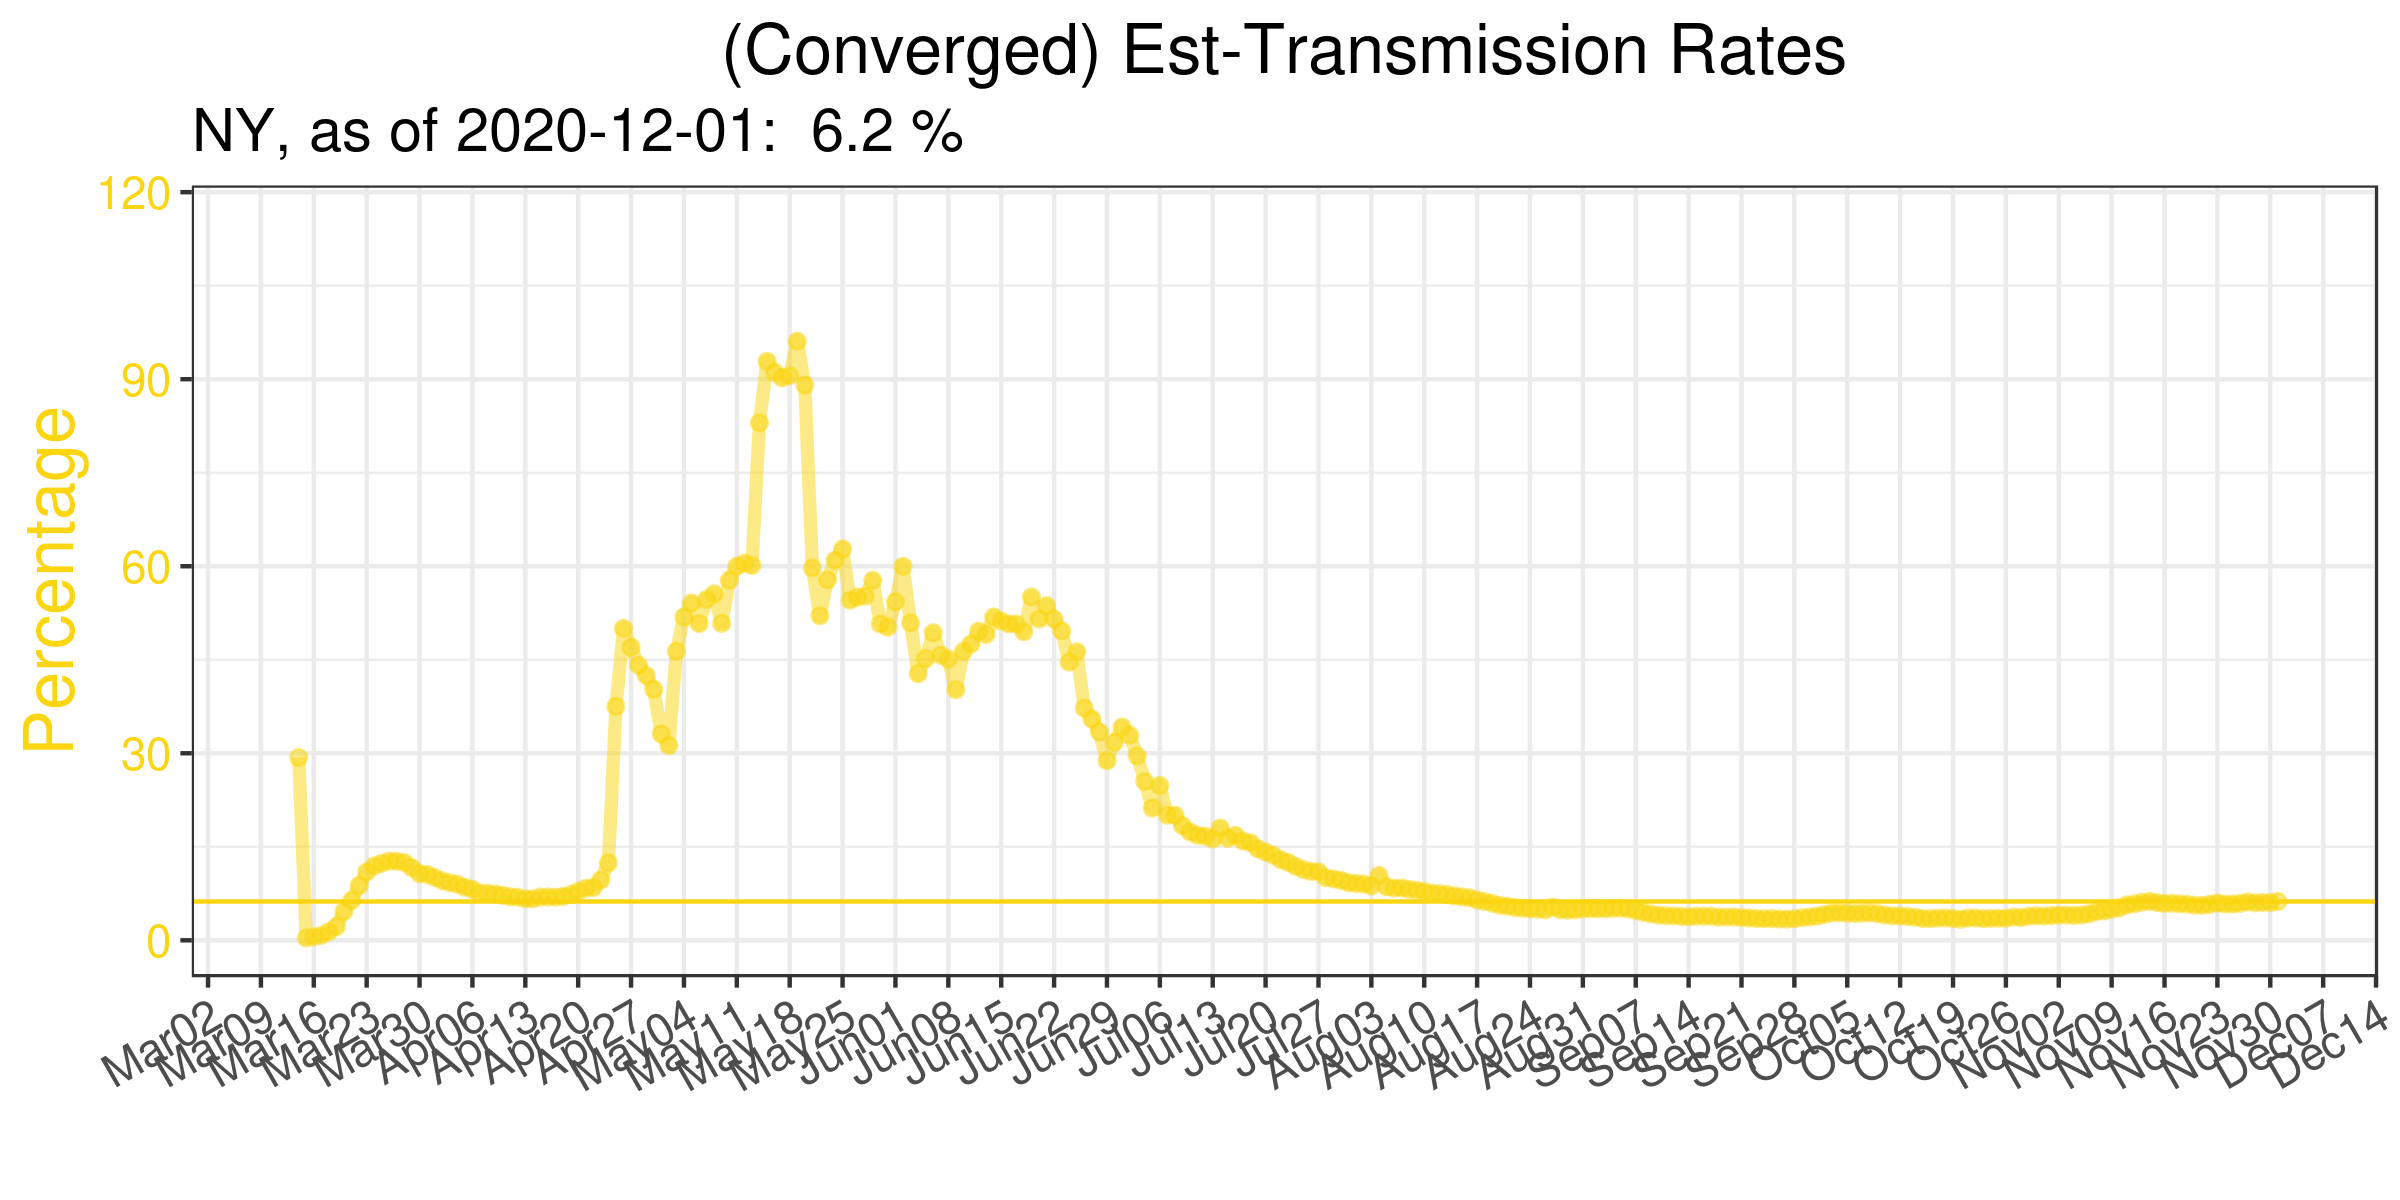 (Converged) Est-Transmission Rates
NY, as of 2020-12-01:  6.2 %
Percentage
120
90
60
30
0
Mar02
Mar09
Mar16
Mar23
Mar30
Apr06
Apr13
Apr20
Apr27
May04
May11
May18
May25
Jun01
Jun08
Jun15
Jun22
Jun29
Jul06
Jul13
Jul20
Jul27
Aug03
Aug10
Aug17
Aug24
Aug31
Sep07
Sep14
Sep21
Sep28
Oct05
Oct12
Oct19
Oct26
Nov02
Nov09
Nov16
Nov23
Nov30
Dec07
Dec14